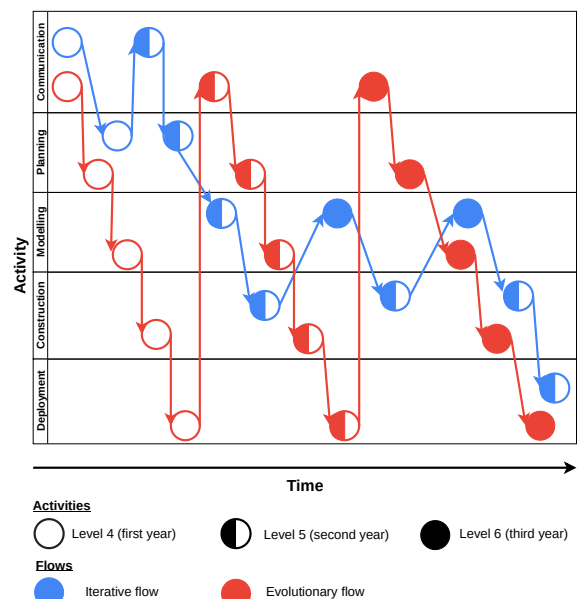 Activity
Communication
Planning
Modelling
Construction
Deployment
Time
Activities
Level 4 (first year)
Level 5 (second year)
Level 6 (third year)
Flows
Iterative flow
Evolutionary flow